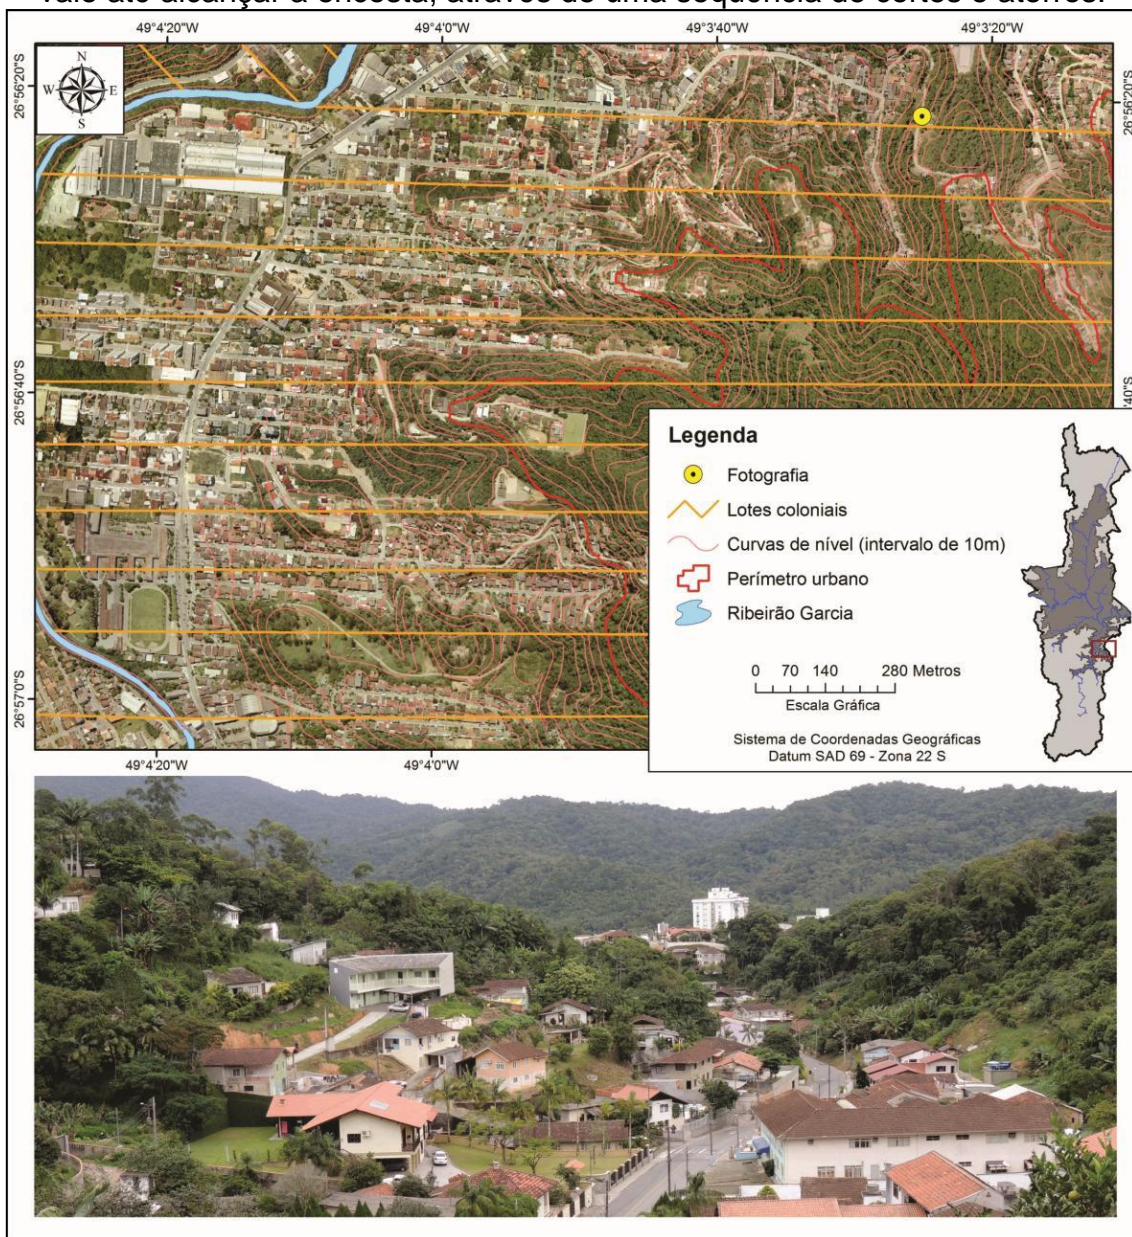 vale até alcançar a encosta, através de uma sequência de cortes e aterros.
49°4'20"W 49°4'0"W 49°3'40"W 49°3'20"W
26°56'20"S
N
W E
S
26°56'20"S
26°56'40"S
40"S
Legenda
Fotografia
Lotes coloniais
Curvas de nível (intervalo de 10m)
Perímetro urbano
Ribeirão Garcia
0 70 140 280 Metros
Escala Gráfica
Sistema de Coordenadas Geográficas
Datum SAD 69 - Zona 22 S
26°57'0"S
49°4'20"W 49°4'0"W